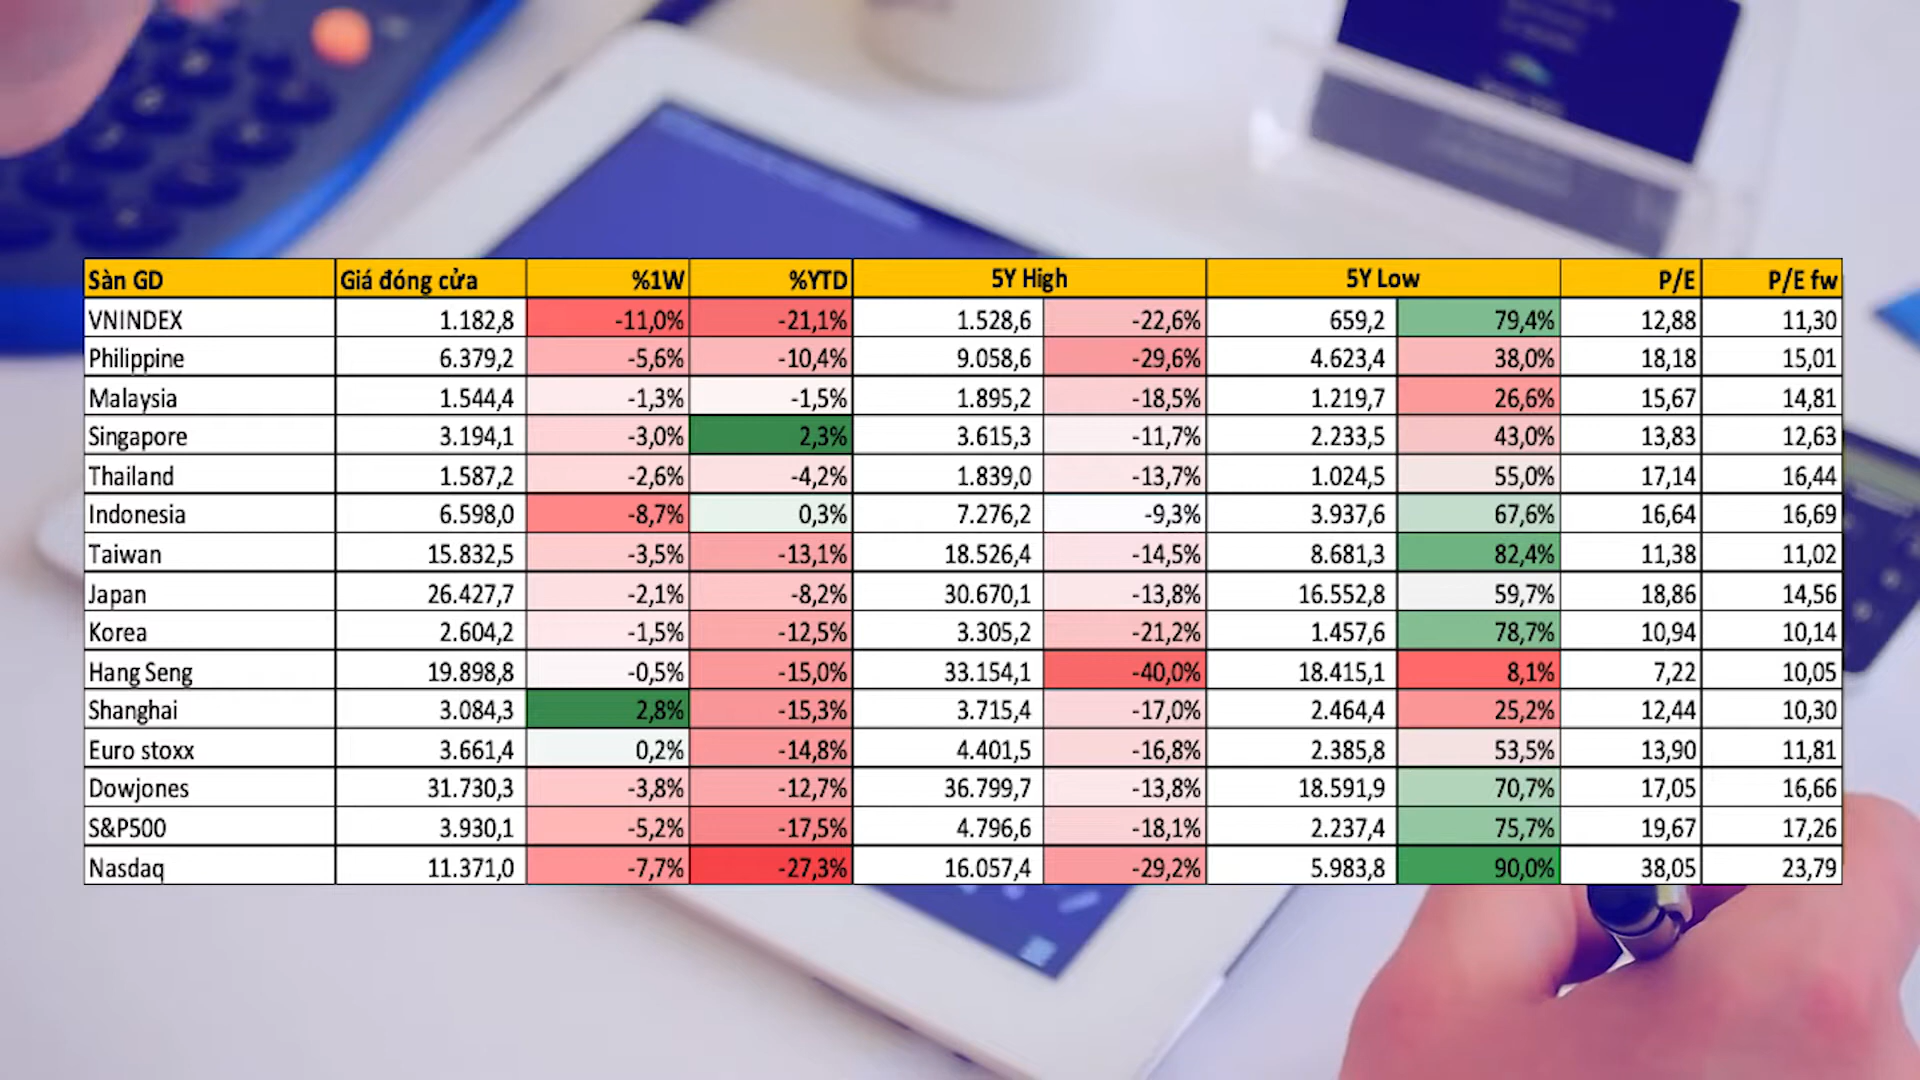 Sàn GD Giá đóng cửa %1W %YTD 5Y High 5Y Low P/E P/E fw
VNINDEX 1.182,8 -11,0% -21,1% 1.528,6 -22,6% 659,2 79,4% 12,88 11,30
Philippine 6.379,2 -5,6% -10,4% 9.058,6 -29,6% 4.623,4 38,0% 18,18 15,01
Malaysia 1.544,4 -1,3% -1,5% 1.895,2 -18,5% 1.219,7 26,6% 15,67 14,81
Singapore 3.194,1 -3,0% 2,3% 3.615,3 -11,7% 2.233,5 43,0% 13,83 12,63
Thailand 1.587,2 -2,6% -4,2% 1.839,0 -13,7% 1.024,5 55,0% 17,14 16,44
Indonesia 6.598,0 -8,7% 0,3% 7.276,2 -9,3% 3.937,6 67,6% 16,64 16,69
Taiwan 15.832,5 -3,5% -13,1% 18.526,4 -14,5% 8.681,3 82,4% 11,38 11,02
Japan 26.427,7 -2,1% -8,2% 30.670,1 -13,8% 16.552,8 59,7% 18,86 14,56
Korea 2.604,2 -1,5% -12,5% 3.305,2 -21,2% 1.457,6 78,7% 10,94 10,14
Hang Seng 19.898,8 -0,5% -15,0% 33.154,1 -40,0% 18.415,1 8,1% 7,22 10,05
Shanghai 3.084,3 2,8% -15,3% 3.715,4 -17,0% 2.464,4 25,2% 12,44 10,30
Euro stoxx 3.661,4 0,2% -14,8% 4.401,5 -16,8% 2.385,8 53,5% 13,90 11,81
Dowjones 31.730,3 -3,8% -12,7% 36.799,7 -13,8% 18.591,9 70,7% 17,05 16,66
S&P500 3.930,1 -5,2% -17,5% 4.796,6 -18,1% 2.237,4 75,7% 19,67 17,26
Nasdaq 11.371,0 -7,7% -27,3% 16.057,4 -29,2% 5.983,8 90,0% 38,05 23,79